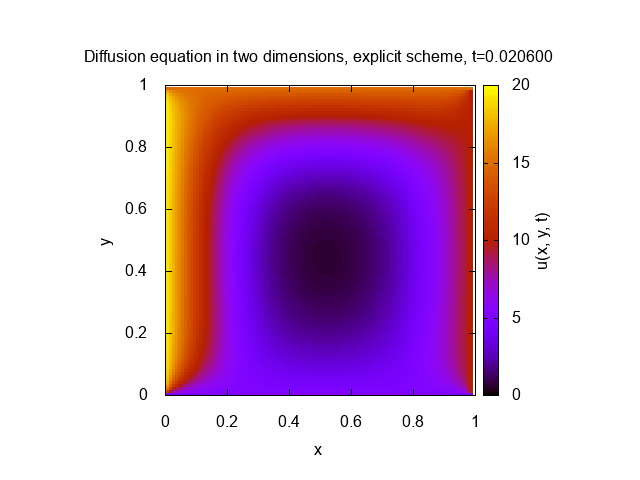 Diffusion equation in two dimensions, explicit scheme, t=0.020600
1
0.8
0.6
0.4
0.2
0
y
0 0.2 0.4 0.6 0.8 1
x
20
15
10
5
0
u(x, y, t)